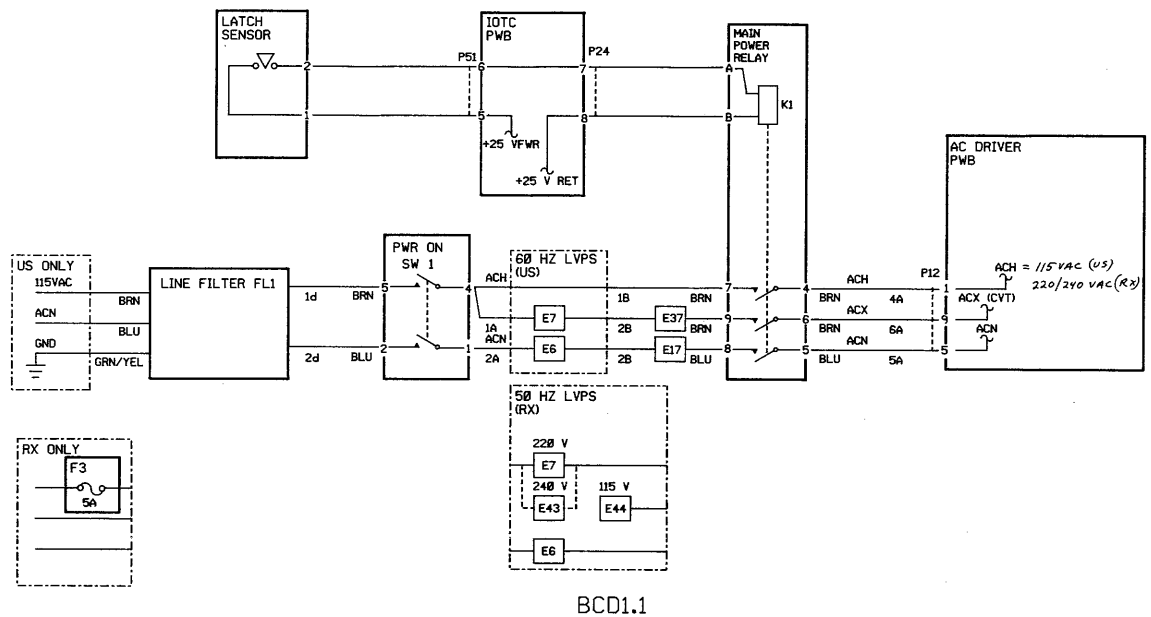 LATCH
SENSOR
2
1
IOTC
PWB
P51
6
7
P24
5
8
+25 VFWR
+25 V RET
MAIN
POWER
RELAY
A
B
K1
AC DRIVER
PWB
US ONLY
115VAC
BRN
ACN
BLU
GND
GRN/YEL
LINE FILTER FL1
1d
BRN
2d
BLU
PWR ON
SW 1
5
4
2
1
60 HZ LVPS
(US)
ACH
1A
ACN
2A
E7
E6
1B
BRN
2B
E37
BRN
2B
E17
BLU
7
9
8
4
6
5
ACH
BRN
4A
ACX
BRN
6A
ACN
BLU
5A
P12
1
9
5
ACH = 115 VAC (US)
220/240 VAC (RX)
ACX (CVT)
ACN
RX ONLY
F3
5A
50 HZ LVPS
(RX)
220 V
E7
240 V
E43
115 V
E44
E6
BCD1.1